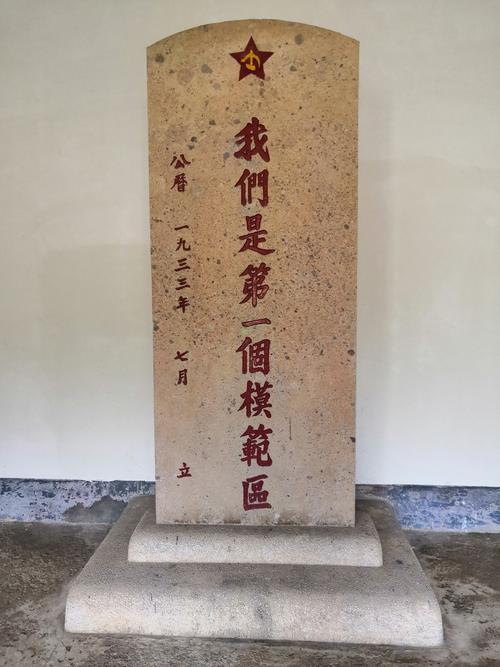 我們是第一個模範區
公曆 一九三三年 七月 立